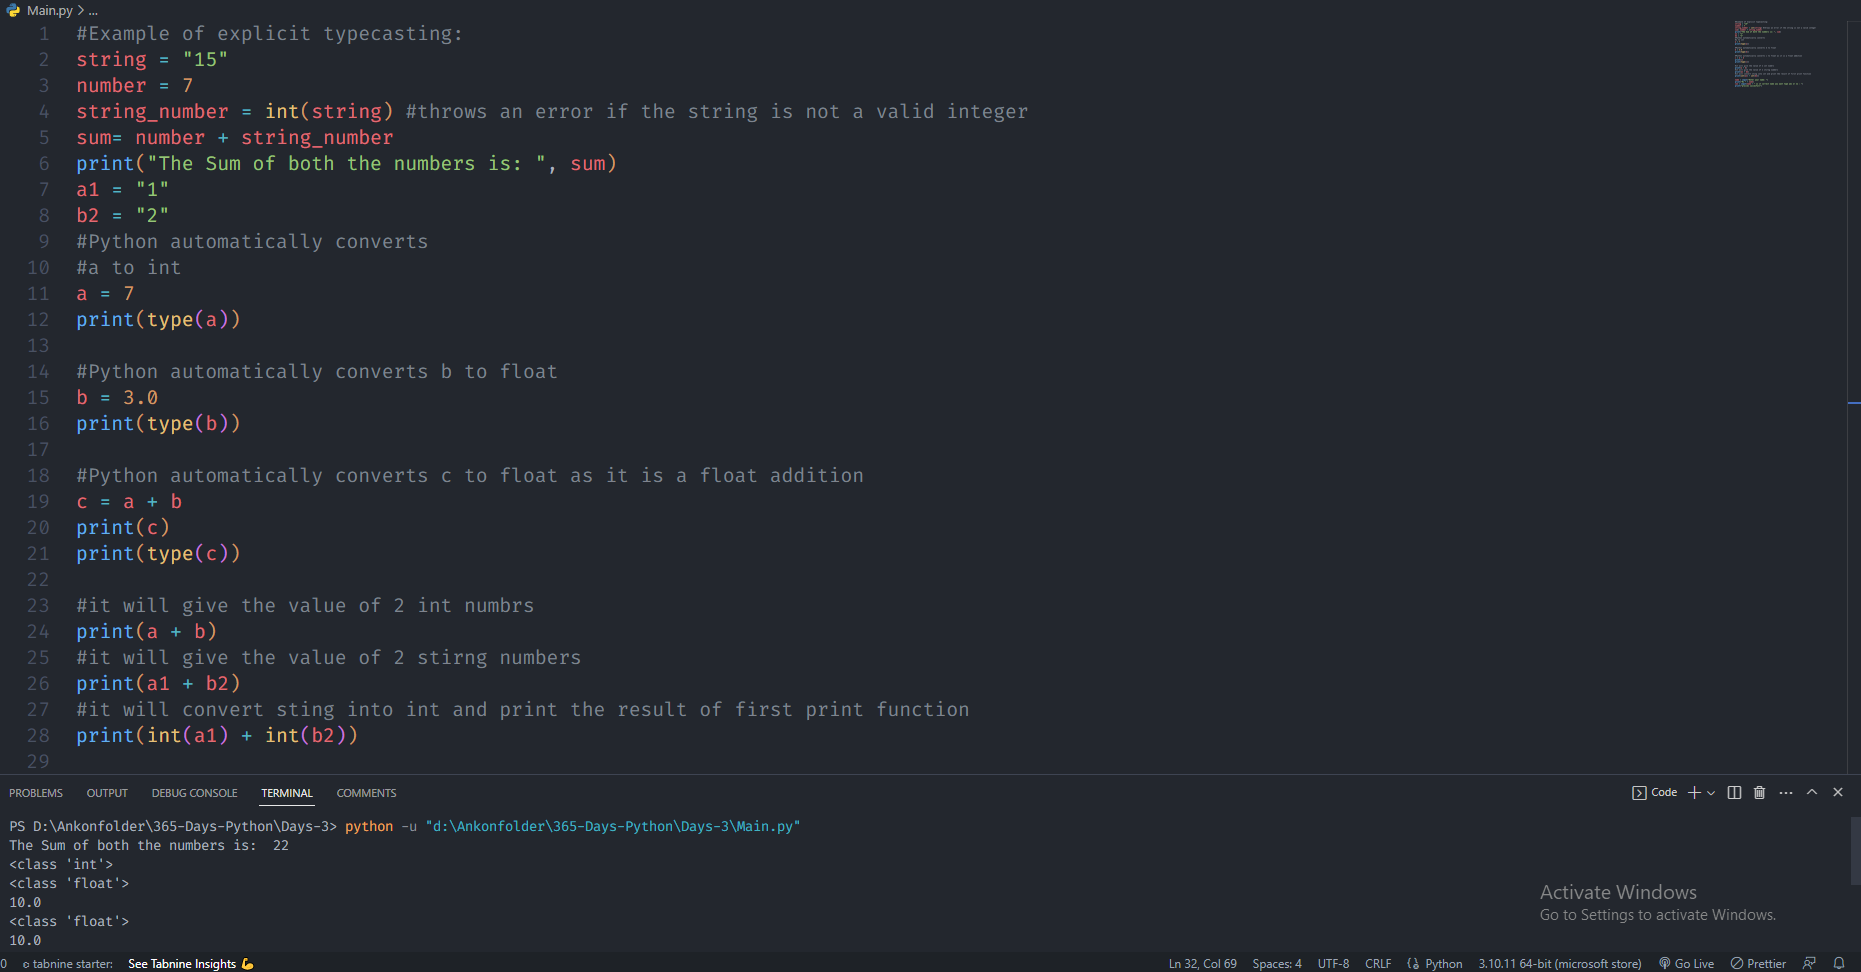 Main.py > ...
1 #Example of explicit typecasting:
2 string = "15"
3 number = 7
4 string_number = int(string) #throws an error if the string is not a valid integer
5 sum= number + string_number
6 print("The Sum of both the numbers is: ", sum)
7 a1 = "1"
8 b2 = "2"
9 #Python automatically converts
10 #a to int
11 a = 7
12 print(type(a))
13
14 #Python automatically converts b to float
15 b = 3.0
16 print(type(b))
17
18 #Python automatically converts c to float as it is a float addition
19 c = a + b
20 print(c)
21 print(type(c))
22
23 #it will give the value of 2 int numbrs
24 print(a + b)
25 #it will give the value of 2 stirng numbers
26 print(a1 + b2)
27 #it will convert sting into int and print the result of first print function
28 print(int(a1) + int(b2))
29
PROBLEMS OUTPUT DEBUG CONSOLE TERMINAL COMMENTS Code
PS D:\Ankonfolder\365-Days-Python\Days-3> python -u "d:\Ankonfolder\365-Days-Python\Days-3\Main.py"
The Sum of both the numbers is:  22
<class 'int'>
<class 'float'>
10.0
<class 'float'>
10.0
Activate Windows
Go to Settings to activate Windows.
0 tabnine starter: See Tabnine Insights Ln 32, Col 69 Spaces: 4 UTF-8 CRLF Python 3.10.11 64-bit (microsoft store) Go Live Prettier